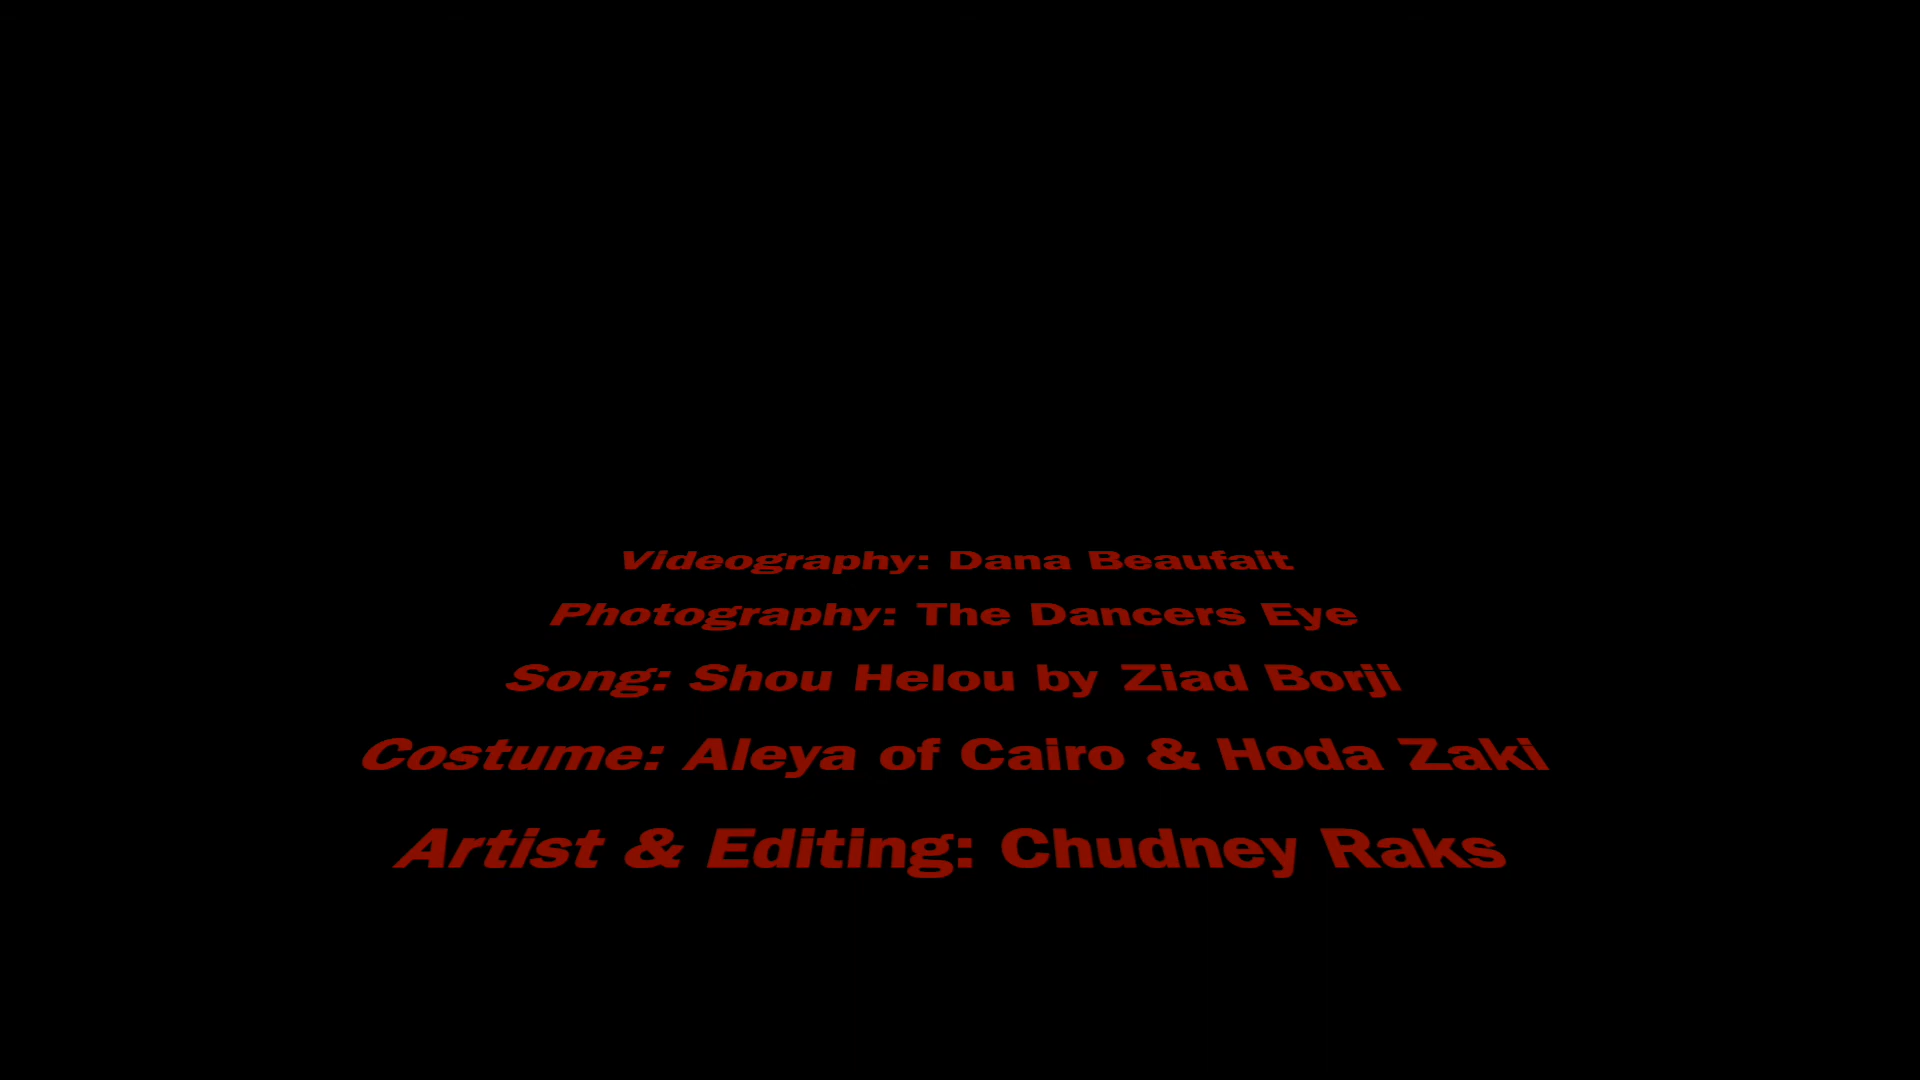 Videography: Dana Beaufait
Photography: The Dancers Eye
Song: Shou Helou by Ziad Borji
Costume: Aleya of Cairo & Hoda Zaki
Artist & Editing: Chudney Raks